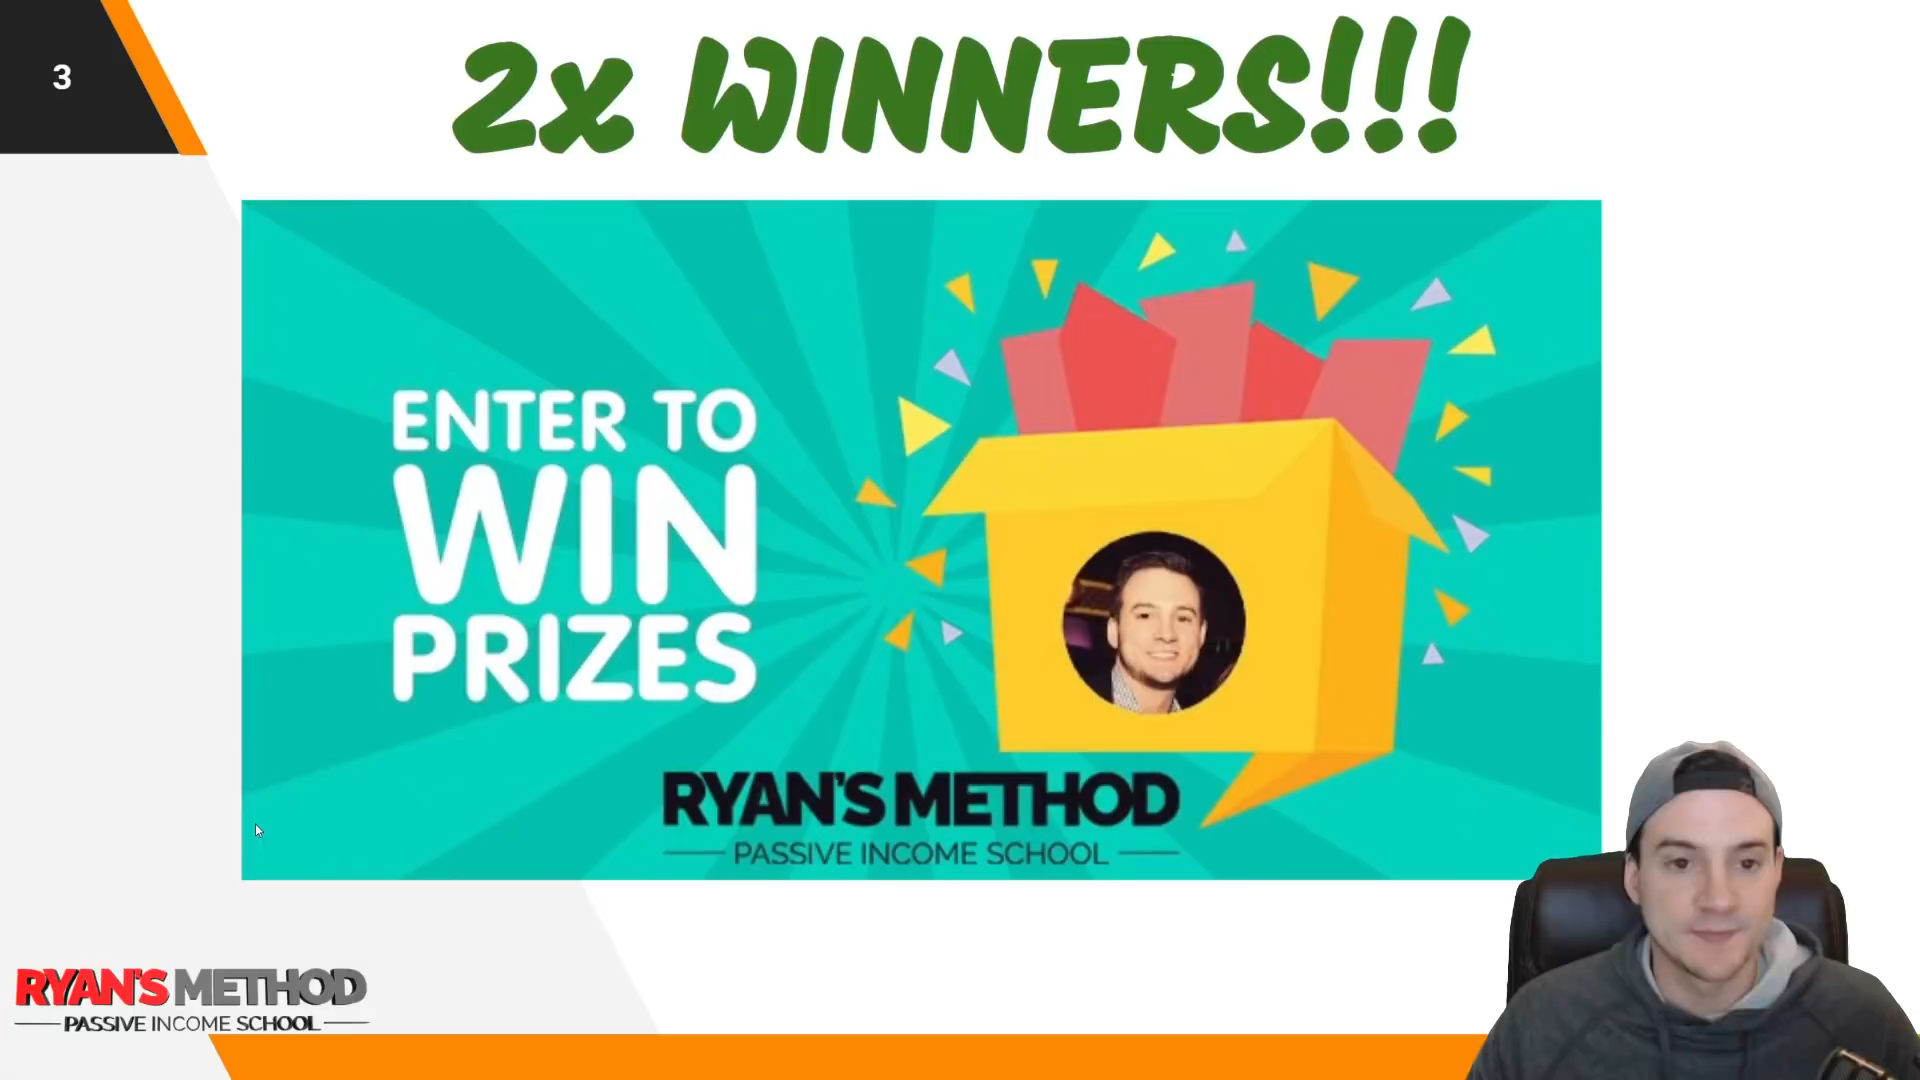 3
2x WINNERS!!!
ENTER TO
WIN
PRIZES
RYAN'S METHOD
PASSIVE INCOME SCHOOL
RYAN'S METHOD
PASSIVE INCOME SCHOOL